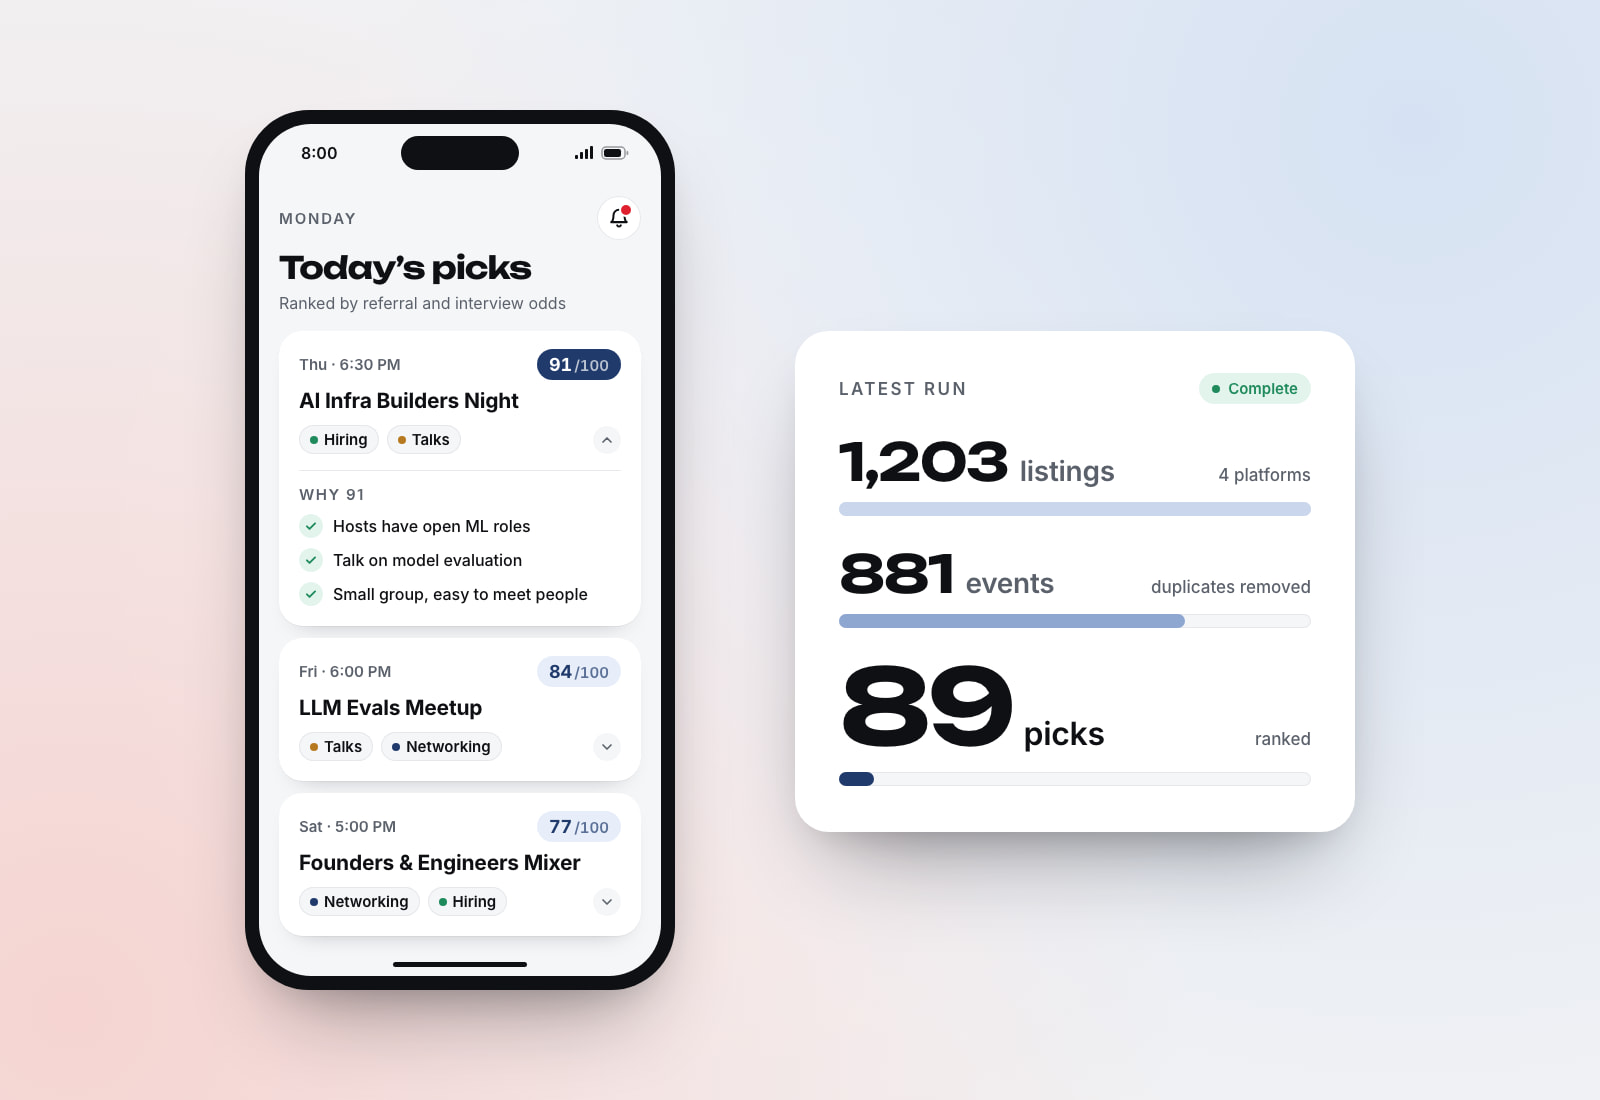 8:00
MONDAY
Today’s picks
Ranked by referral and interview odds
Thu · 6:30 PM 91/100
AI Infra Builders Night
Hiring Talks
WHY 91
Hosts have open ML roles
Talk on model evaluation
Small group, easy to meet people
Fri · 6:00 PM 84/100
LLM Evals Meetup
Talks Networking
Sat · 5:00 PM 77/100
Founders & Engineers Mixer
Networking Hiring
LATEST RUN Complete
1,203 listings 4 platforms
881 events duplicates removed
89 picks ranked